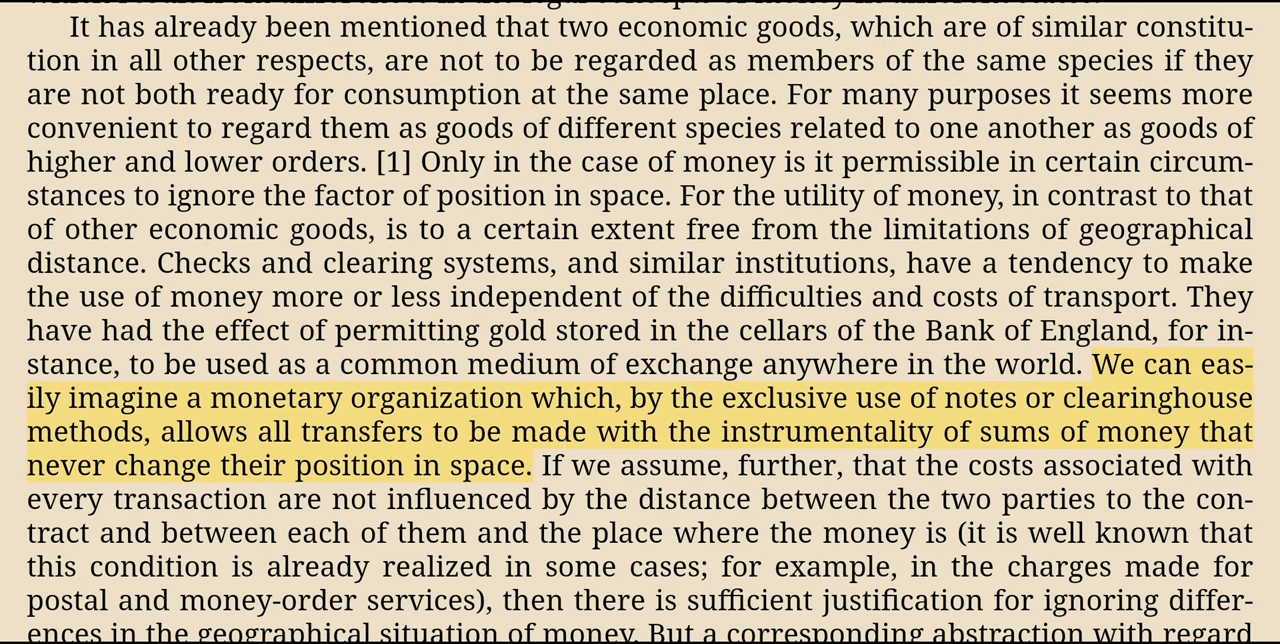 It has already been mentioned that two economic goods, which are of similar constitu-
tion in all other respects, are not to be regarded as members of the same species if they
are not both ready for consumption at the same place. For many purposes it seems more
convenient to regard them as goods of different species related to one another as goods of
higher and lower orders. [1] Only in the case of money is it permissible in certain circum-
stances to ignore the factor of position in space. For the utility of money, in contrast to that
of other economic goods, is to a certain extent free from the limitations of geographical
distance. Checks and clearing systems, and similar institutions, have a tendency to make
the use of money more or less independent of the difficulties and costs of transport. They
have had the effect of permitting gold stored in the cellars of the Bank of England, for in-
stance, to be used as a common medium of exchange anywhere in the world. We can eas-
ily imagine a monetary organization which, by the exclusive use of notes or clearinghouse
methods, allows all transfers to be made with the instrumentality of sums of money that
never change their position in space. If we assume, further, that the costs associated with
every transaction are not influenced by the distance between the two parties to the con-
tract and between each of them and the place where the money is (it is well known that
this condition is already realized in some cases; for example, in the charges made for
postal and money-order services), then there is sufficient justification for ignoring differ-
ences in the geographical situation of money. But a corresponding abstraction with regard